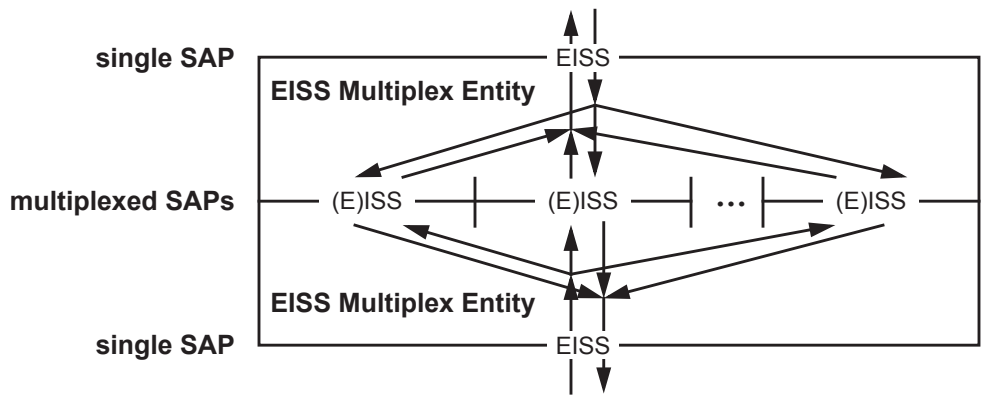 single SAP EISS
EISS Multiplex Entity
multiplexed SAPs (E)ISS (E)ISS ... (E)ISS
EISS Multiplex Entity
single SAP EISS